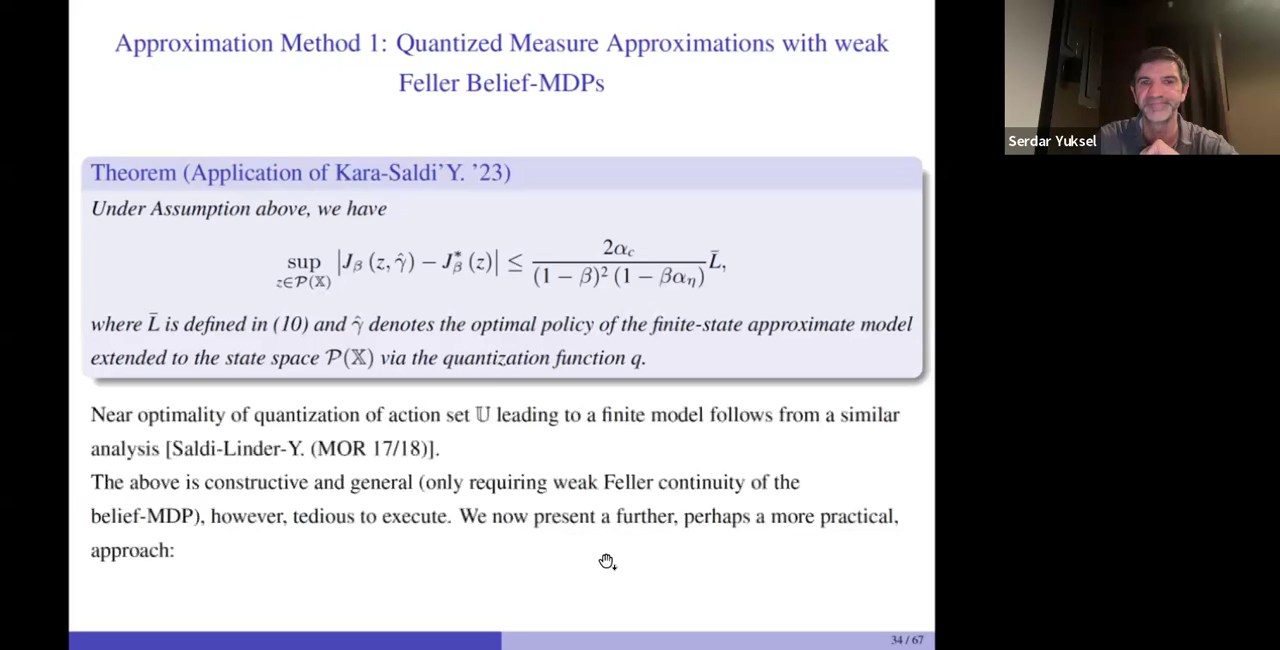 Approximation Method 1: Quantized Measure Approximations with weak
Feller Belief-MDPs
Serdar Yuksel
Theorem (Application of Kara-Saldi'Y. '23)
Under Assumption above, we have
sup_{z∈𝒫(𝕏)} |J_β (z, γ̂) − J*_β (z)| ≤ 2α_c / ((1 − β)² (1 − βα_η)) L̄,
where L̄ is defined in (10) and γ̂ denotes the optimal policy of the finite-state approximate model
extended to the state space 𝒫(𝕏) via the quantization function q.
Near optimality of quantization of action set 𝕌 leading to a finite model follows from a similar
analysis [Saldi-Linder-Y. (MOR 17/18)].
The above is constructive and general (only requiring weak Feller continuity of the
belief-MDP), however, tedious to execute. We now present a further, perhaps a more practical,
approach:
34 / 67